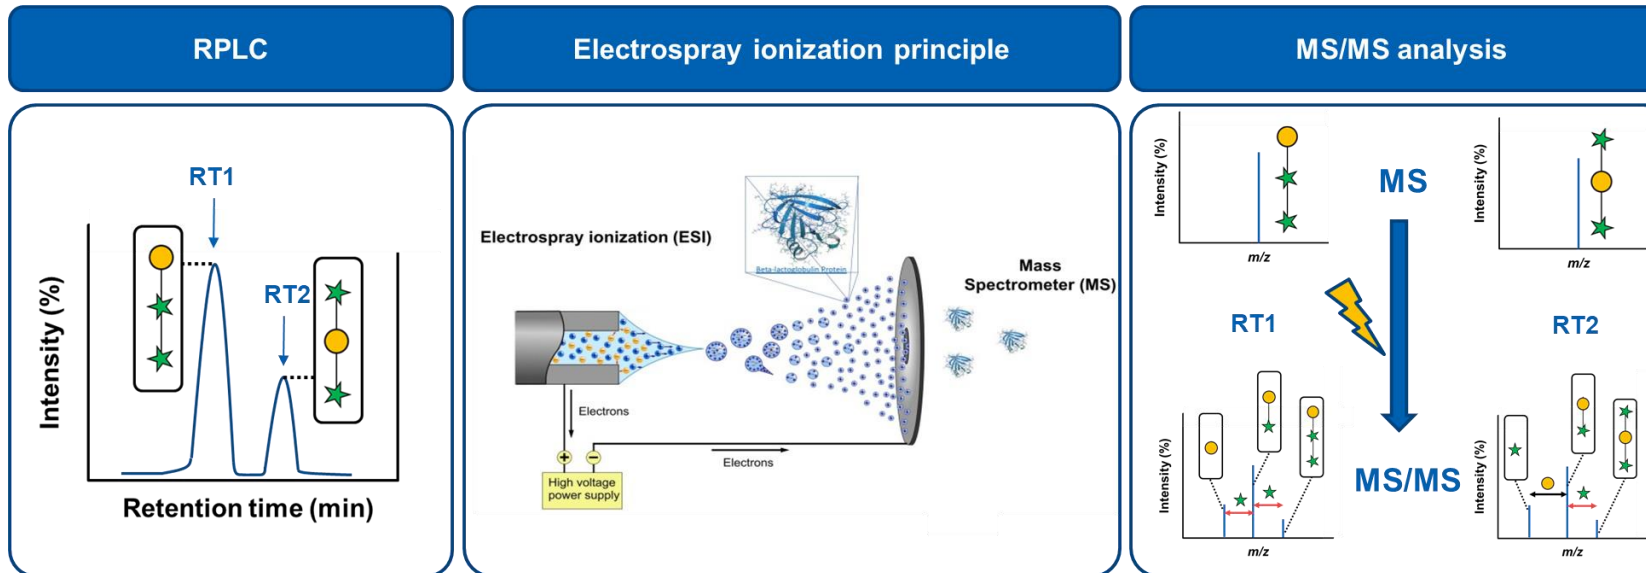 RPLC
Electrospray ionization principle
MS/MS analysis
RT1
RT2
Intensity (%)
Retention time (min)
Electrospray ionization (ESI)
Beta-lactoglobulin Protein
Mass
Spectrometer (MS)
Electrons
+
−
High voltage
power supply
Electrons
Intensity (%)
m/z
MS
Intensity (%)
m/z
RT1
RT2
Intensity (%)
m/z
MS/MS
Intensity (%)
m/z